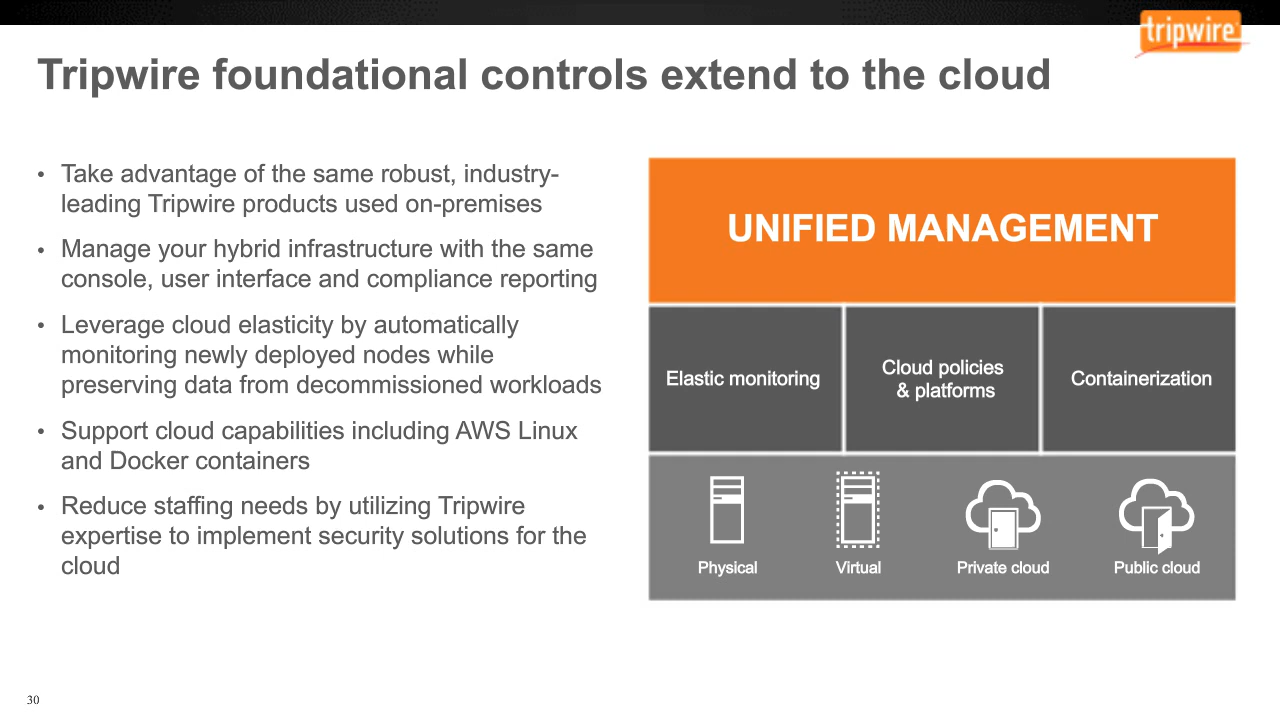 tripwire
Tripwire foundational controls extend to the cloud
• Take advantage of the same robust, industry-
leading Tripwire products used on-premises
• Manage your hybrid infrastructure with the same
console, user interface and compliance reporting
• Leverage cloud elasticity by automatically
monitoring newly deployed nodes while
preserving data from decommissioned workloads
• Support cloud capabilities including AWS Linux
and Docker containers
• Reduce staffing needs by utilizing Tripwire
expertise to implement security solutions for the
cloud
UNIFIED MANAGEMENT
Elastic monitoring
Cloud policies
& platforms
Containerization
Physical
Virtual
Private cloud
Public cloud
30